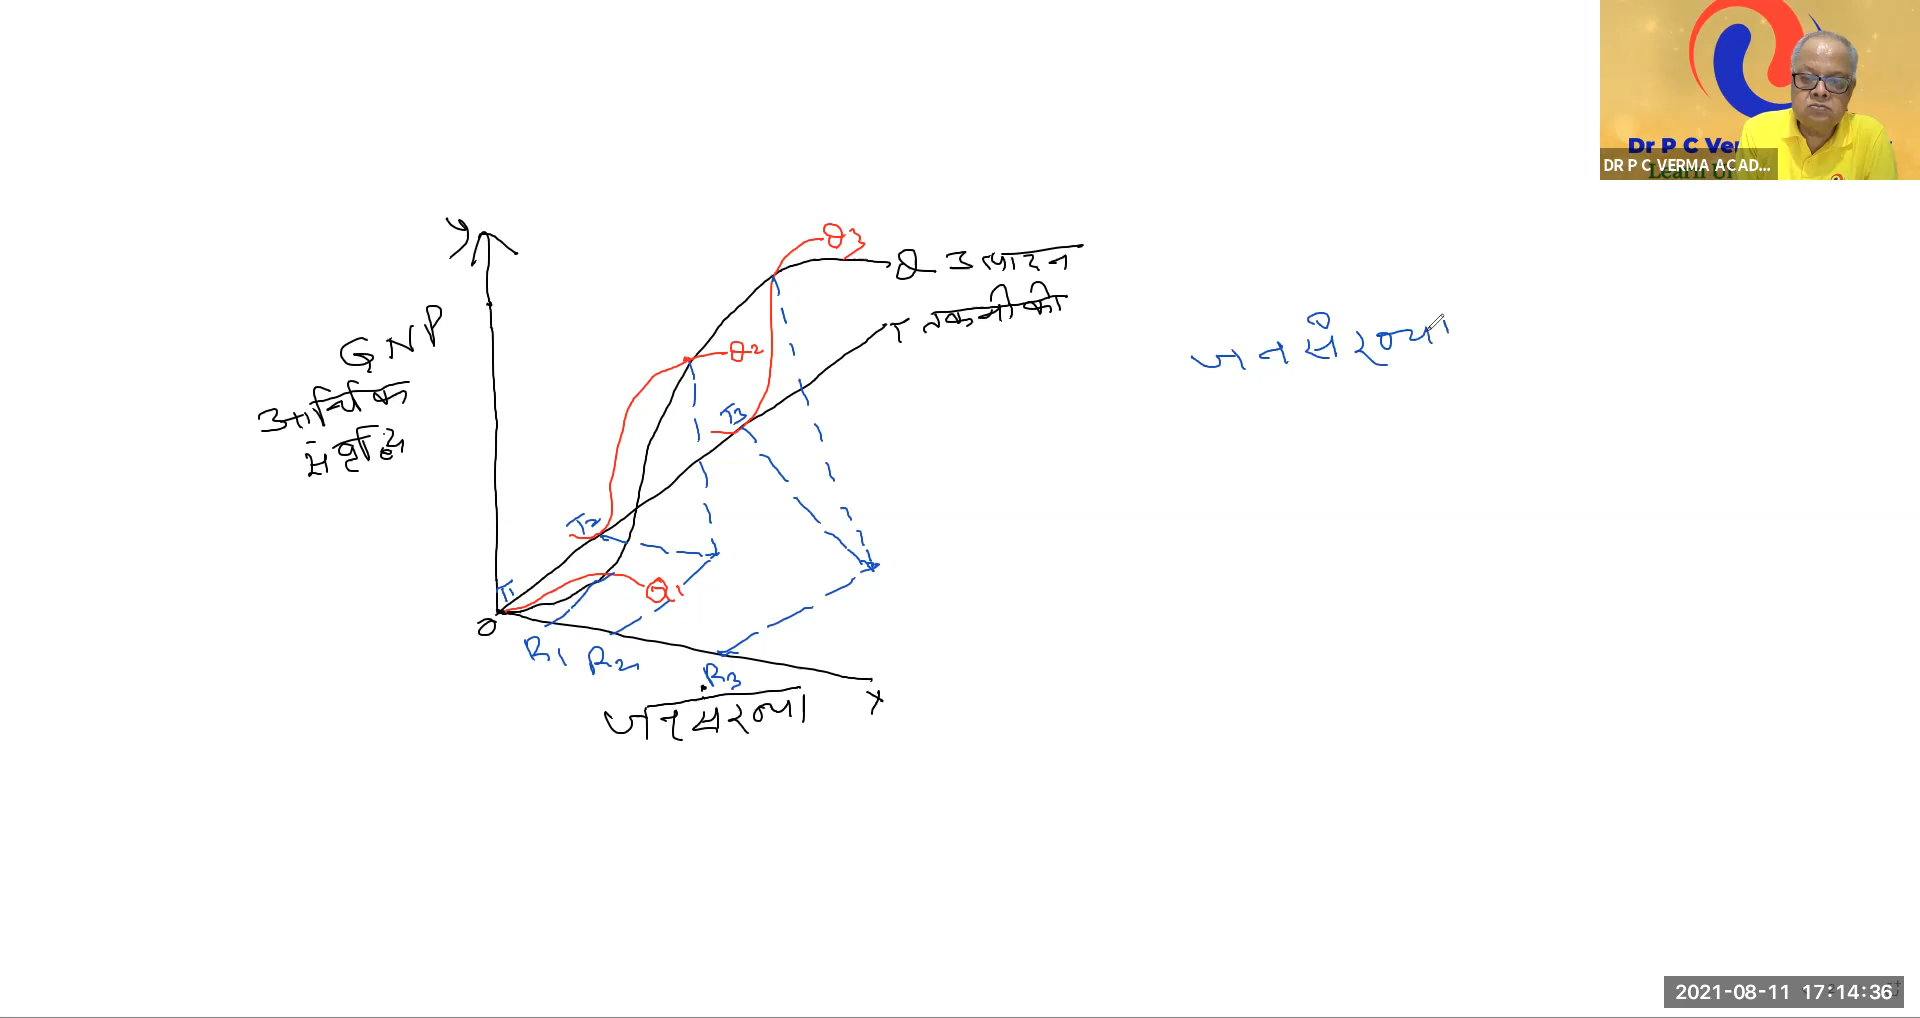 Dr P C Ver
DR P C VERMA ACAD...
Learn U
y
Q3
Q उत्पादन
GNP
T तकनीकी
जनसंख्या
Q2
आर्थिक
T3
संवृद्धि
T2
T1
Q1
O
R1 R2
R3
X
जनसंख्या
2021-08-11 17:14:36